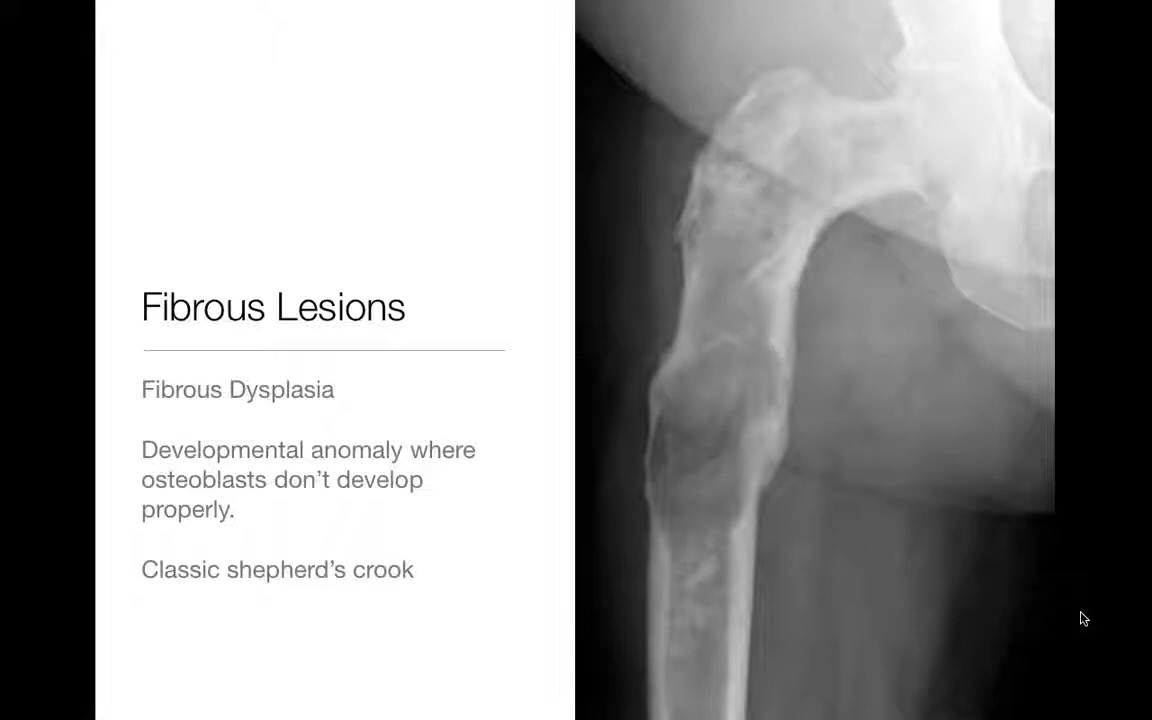 Fibrous Lesions
Fibrous Dysplasia
Developmental anomaly where
osteoblasts don’t develop
properly.
Classic shepherd’s crook